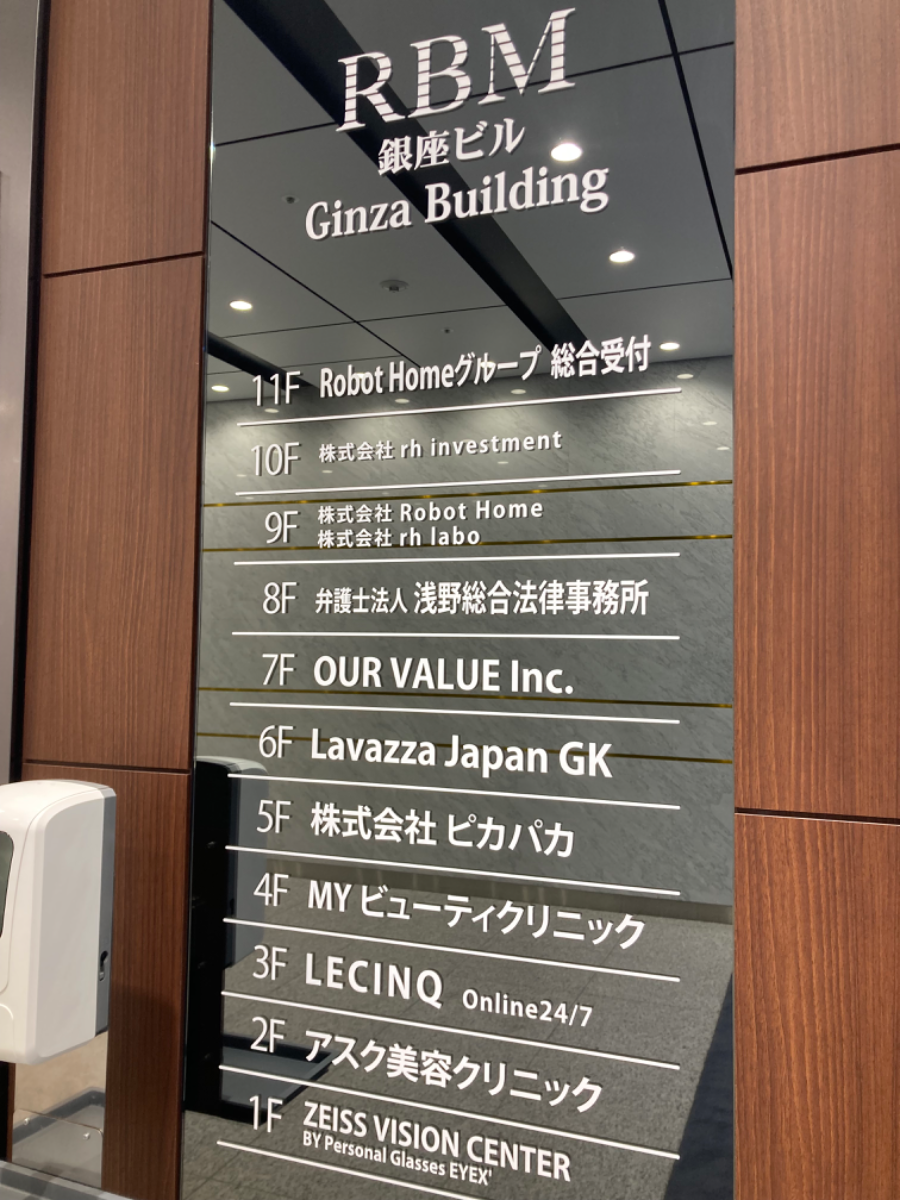 RBM
銀座ビル
Ginza Building
11F Robot Homeグループ 総合受付
10F 株式会社 rh investment
9F 株式会社 Robot Home
株式会社 rh labo
8F 弁護士法人 浅野総合法律事務所
7F OUR VALUE Inc.
6F Lavazza Japan GK
5F 株式会社 ピカパカ
4F MY ビューティクリニック
3F LECINQ Online24/7
2F アスク美容クリニック
1F ZEISS VISION CENTER
BY Personal Glasses EYEX'